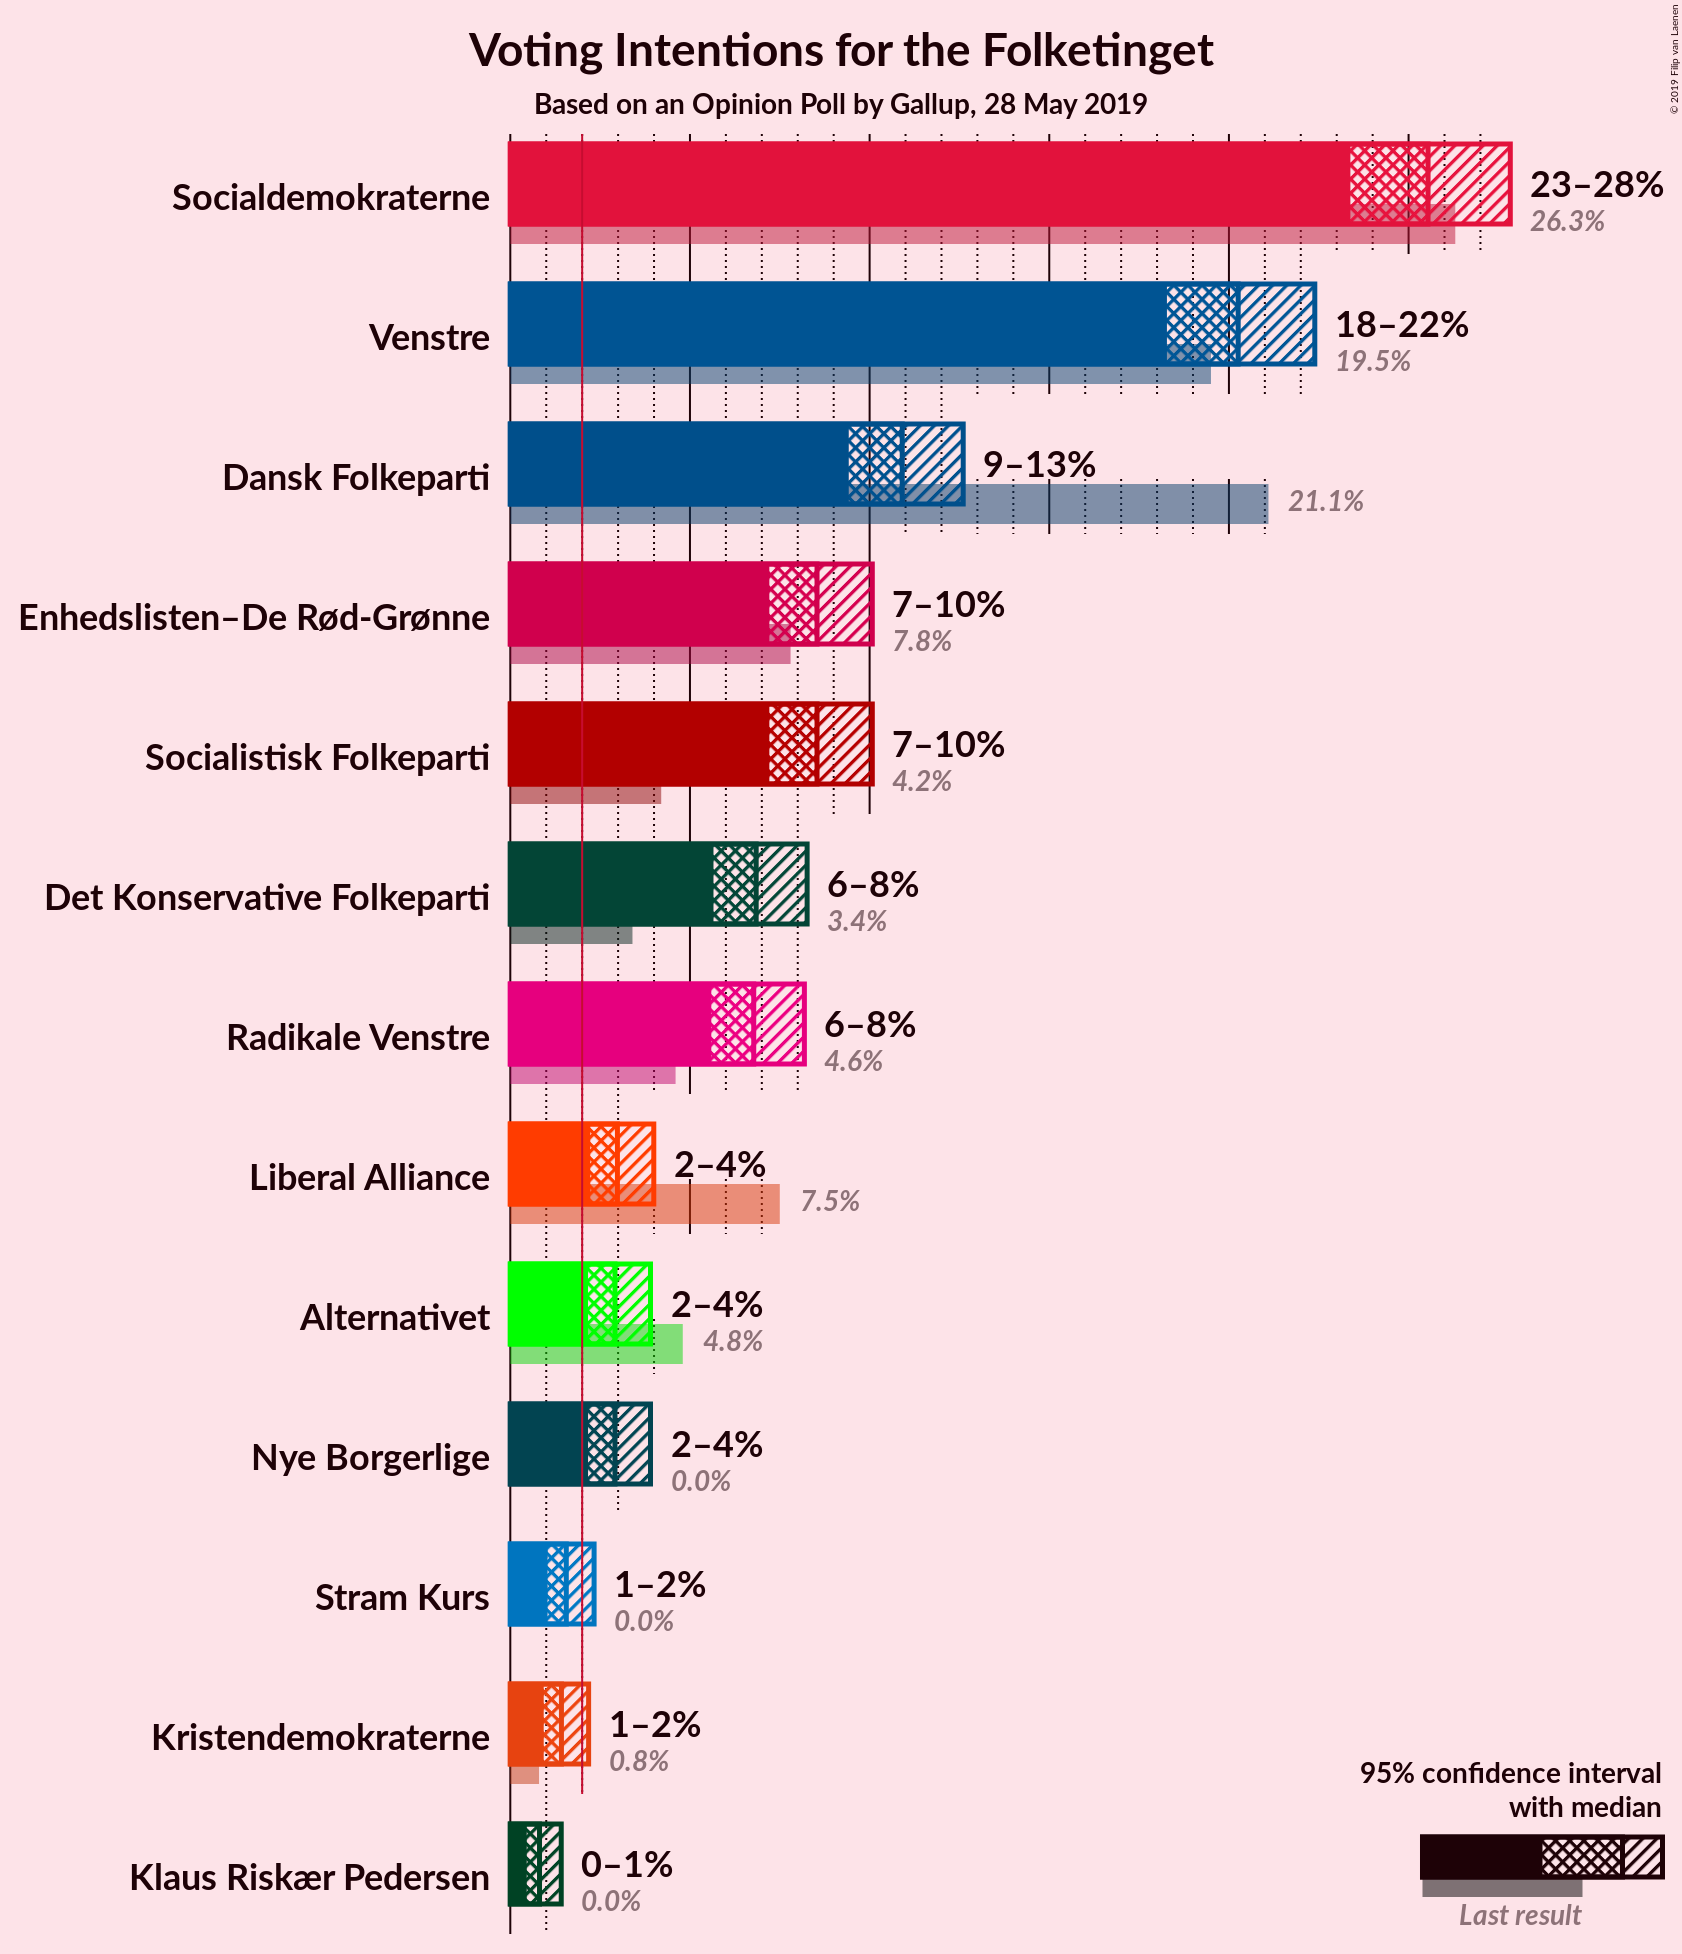 © 2019 Filip van Laenen
Voting Intentions for the Folketinget
Based on an Opinion Poll by Gallup, 28 May 2019
Socialdemokraterne
23–28%
26.3%
Venstre
18–22%
19.5%
Dansk Folkeparti
9–13%
21.1%
Enhedslisten–De Rød-Grønne
7–10%
7.8%
Socialistisk Folkeparti
7–10%
4.2%
Det Konservative Folkeparti
6–8%
3.4%
Radikale Venstre
6–8%
4.6%
Liberal Alliance
2–4%
7.5%
Alternativet
2–4%
4.8%
Nye Borgerlige
2–4%
0.0%
Stram Kurs
1–2%
0.0%
Kristendemokraterne
1–2%
0.8%
Klaus Riskær Pedersen
0–1%
0.0%
95% confidence interval
with median
Last result